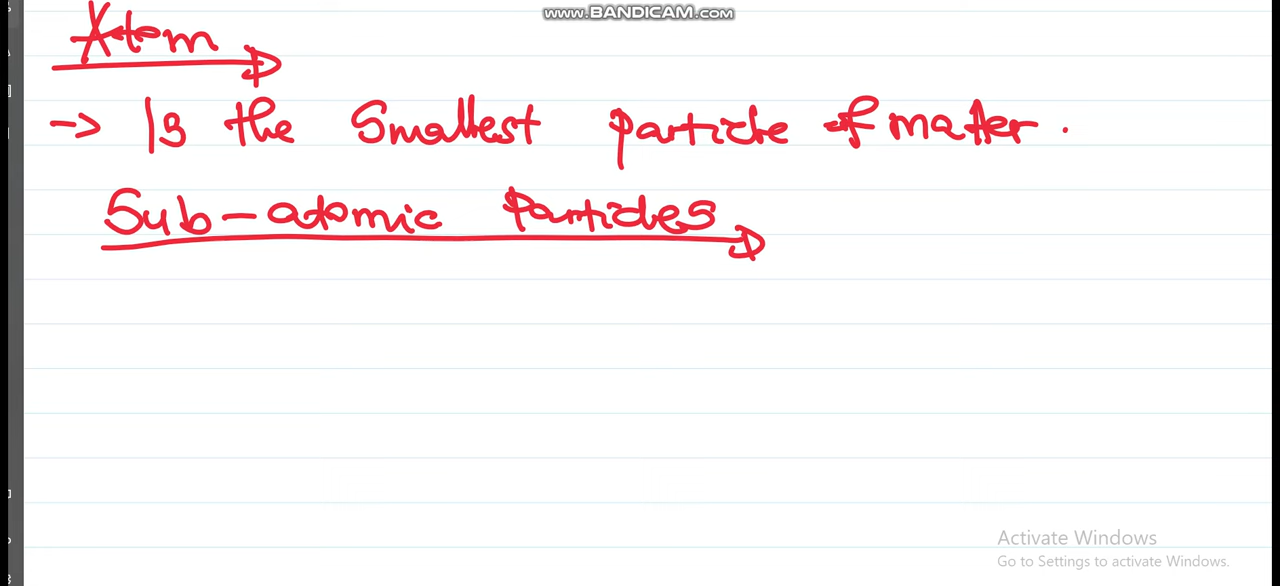 www.BANDICAM.com
Atom
→ Is the Smallest particle of matter.
Sub-atomic Particles
Activate Windows
Go to Settings to activate Windows.